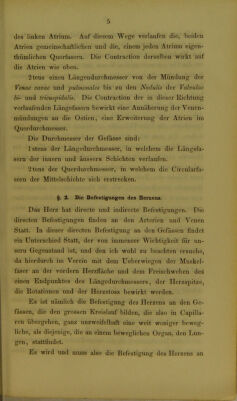 5
des linken Atrium. Auf diesem Wege verlaufen die, beiden
Atrien gemeinschaftlichen und die, einem jeden Atrium eigen-
thümlichen Querfasern. Die Contraction derselben wirkt auf
die Atrien wie oben.
2tens einen Längendurchmesser von der Mündung des
Venae cavae und pulmonales bis zu den Nodulis der Valvulae
bi- und tricuspidalis. Die Contraction der in dieser Richtung
verlaufenden Längsfasern bewirkt eine Annäherung der Venen-
mündungen an die Ostien, eine Erweiterung der Atrien im
Querdurchmesser.
Die Durchmesser der Gefässe sind:
1stens der Längedurchmesser, in welchem die Längsfa-
sern der innern und äussern Schichten verlaufen.
2tens der Querdurchmesser, in welchem die Circularfa-
sern der Mittelschichte sich erstrecken.
§. 2. Die Befestigungen des Herzens.
Das Herz hat directe und indirecte Befestigungen. Die
directen Befestigungen finden an den Arterien und Venen
Statt. In dieser directen Befestigung an den Gefässen findet
ein Unterschied Statt, der von immenser Wichtigkeit für un-
sern Gegenstand ist, und den ich wohl zu beachten ersuche,
da hierdurch im Verein mit dem Ueberwiegen der Muskel-
faser an der vordern Herzfläche und dem Freischweben des
einen Endpunktes des Längedurchmessers, der Herzspitze,
die Rotationen und der Herzstoss bewirkt werden.
Es ist nämlich die Befestigung des Herzens an den Ge-
fässen, die den grossen Kreislauf bilden, die also in Capilla-
ren übergehen, ganz unzweifelhaft eine weit weniger beweg-
liche, als diejenige, die an einem beweglichen Organ, den Lun-
gen, stattfindet.
Es wird und muss also die Befestigung des Herzens an